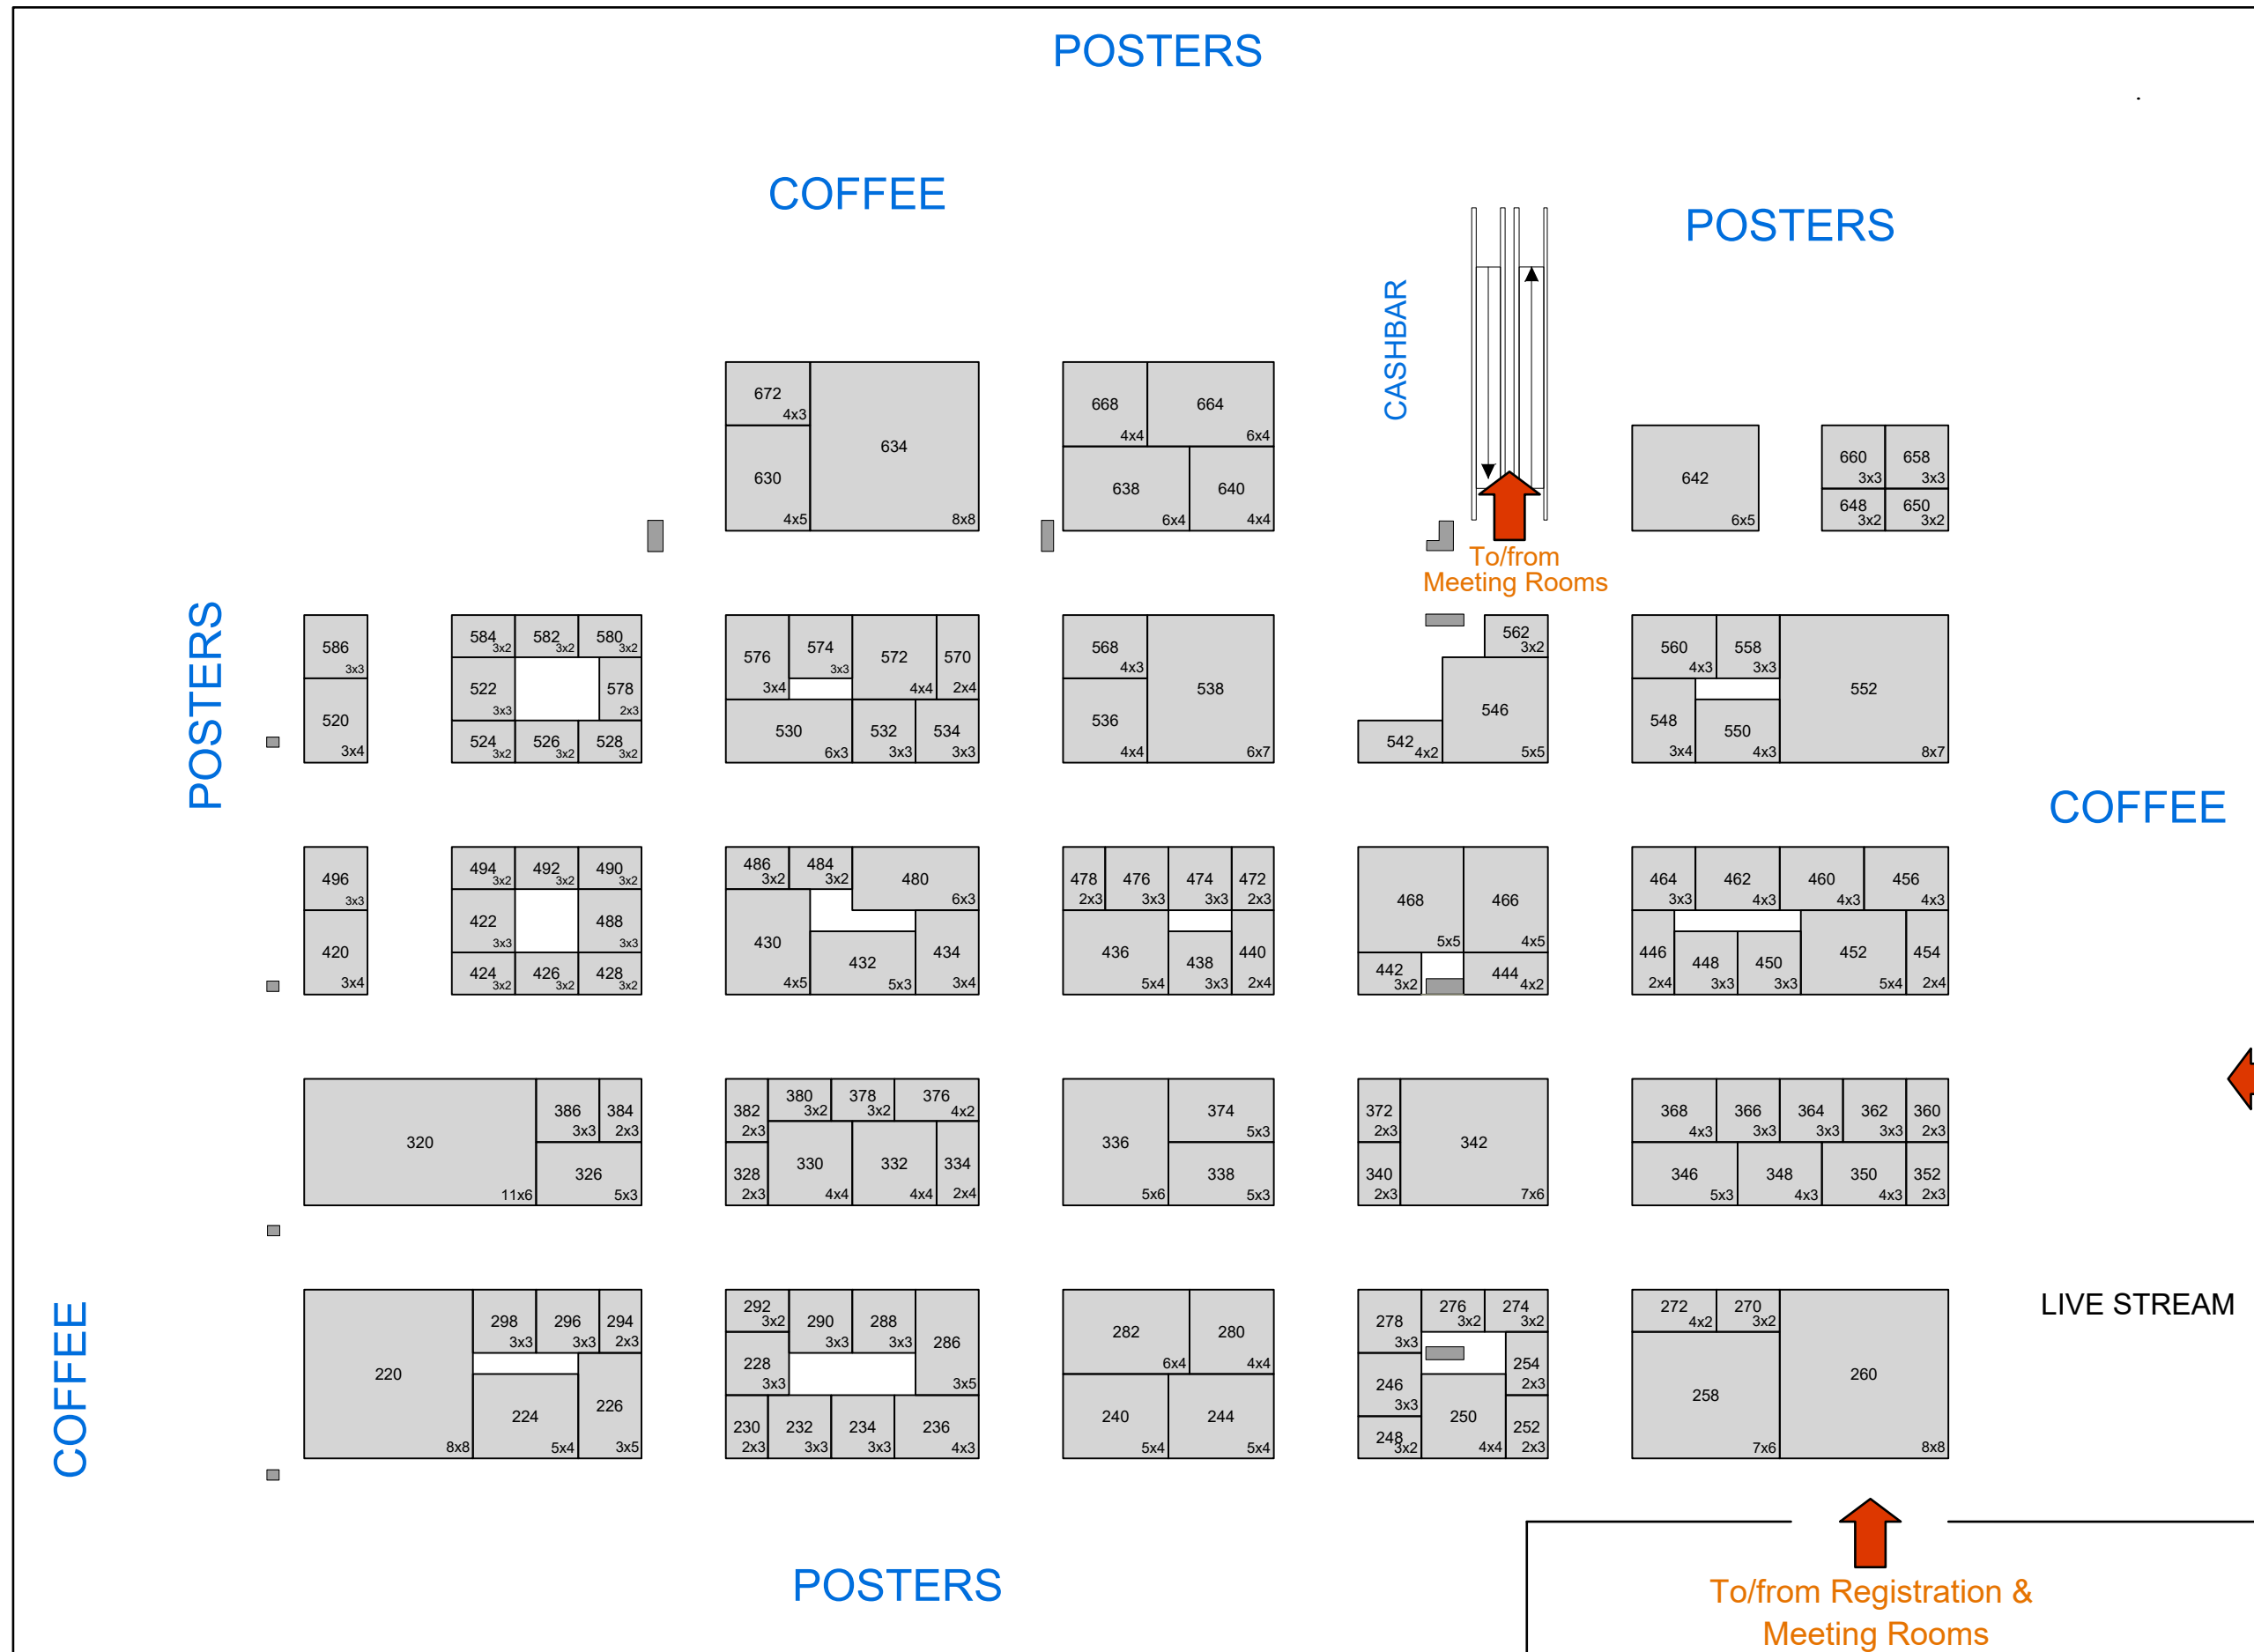 POSTERS
COFFEE
POSTERS
CASHBAR
672
4x3
634
8x8
630
4x5
668
4x4
664
6x4
638
6x4
640
4x4
642
6x5
660
3x3
658
3x3
648
3x2
650
3x2
To/from
Meeting Rooms
POSTERS
586
3x3
520
3x4
584
3x2
582
3x2
580
3x2
522
3x3
578
2x3
524
3x2
526
3x2
528
3x2
576
3x4
574
3x3
572
4x4
570
2x4
530
6x3
532
3x3
534
3x3
568
4x3
536
4x4
538
6x7
562
3x2
546
5x5
542
4x2
560
4x3
558
3x3
552
8x7
548
3x4
550
4x3
COFFEE
496
3x3
420
3x4
494
3x2
492
3x2
490
3x2
422
3x3
488
3x3
424
3x2
426
3x2
428
3x2
486
3x2
484
3x2
480
6x3
430
4x5
432
5x3
434
3x4
478
2x3
476
3x3
474
3x3
472
2x3
436
5x4
438
3x3
440
2x4
468
5x5
466
4x5
442
3x2
444
4x2
464
3x3
462
4x3
460
4x3
456
4x3
446
2x4
448
3x3
450
3x3
452
5x4
454
2x4
320
11x6
386
3x3
384
2x3
326
5x3
382
2x3
380
3x2
378
3x2
376
4x2
328
2x3
330
4x4
332
4x4
334
2x4
336
5x6
374
5x3
338
5x3
372
2x3
342
7x6
340
2x3
368
4x3
366
3x3
364
3x3
362
3x3
360
2x3
346
5x3
348
4x3
350
4x3
352
2x3
COFFEE
220
8x8
298
3x3
296
3x3
294
2x3
224
5x4
226
3x5
292
3x2
290
3x3
288
3x3
286
3x5
228
3x3
230
2x3
232
3x3
234
3x3
236
4x3
282
6x4
280
4x4
240
5x4
244
5x4
278
3x3
276
3x2
274
3x2
246
3x3
254
2x3
248
3x2
250
4x4
252
2x3
272
4x2
270
3x2
258
7x6
260
8x8
LIVE STREAM
POSTERS
To/from Registration &
Meeting Rooms